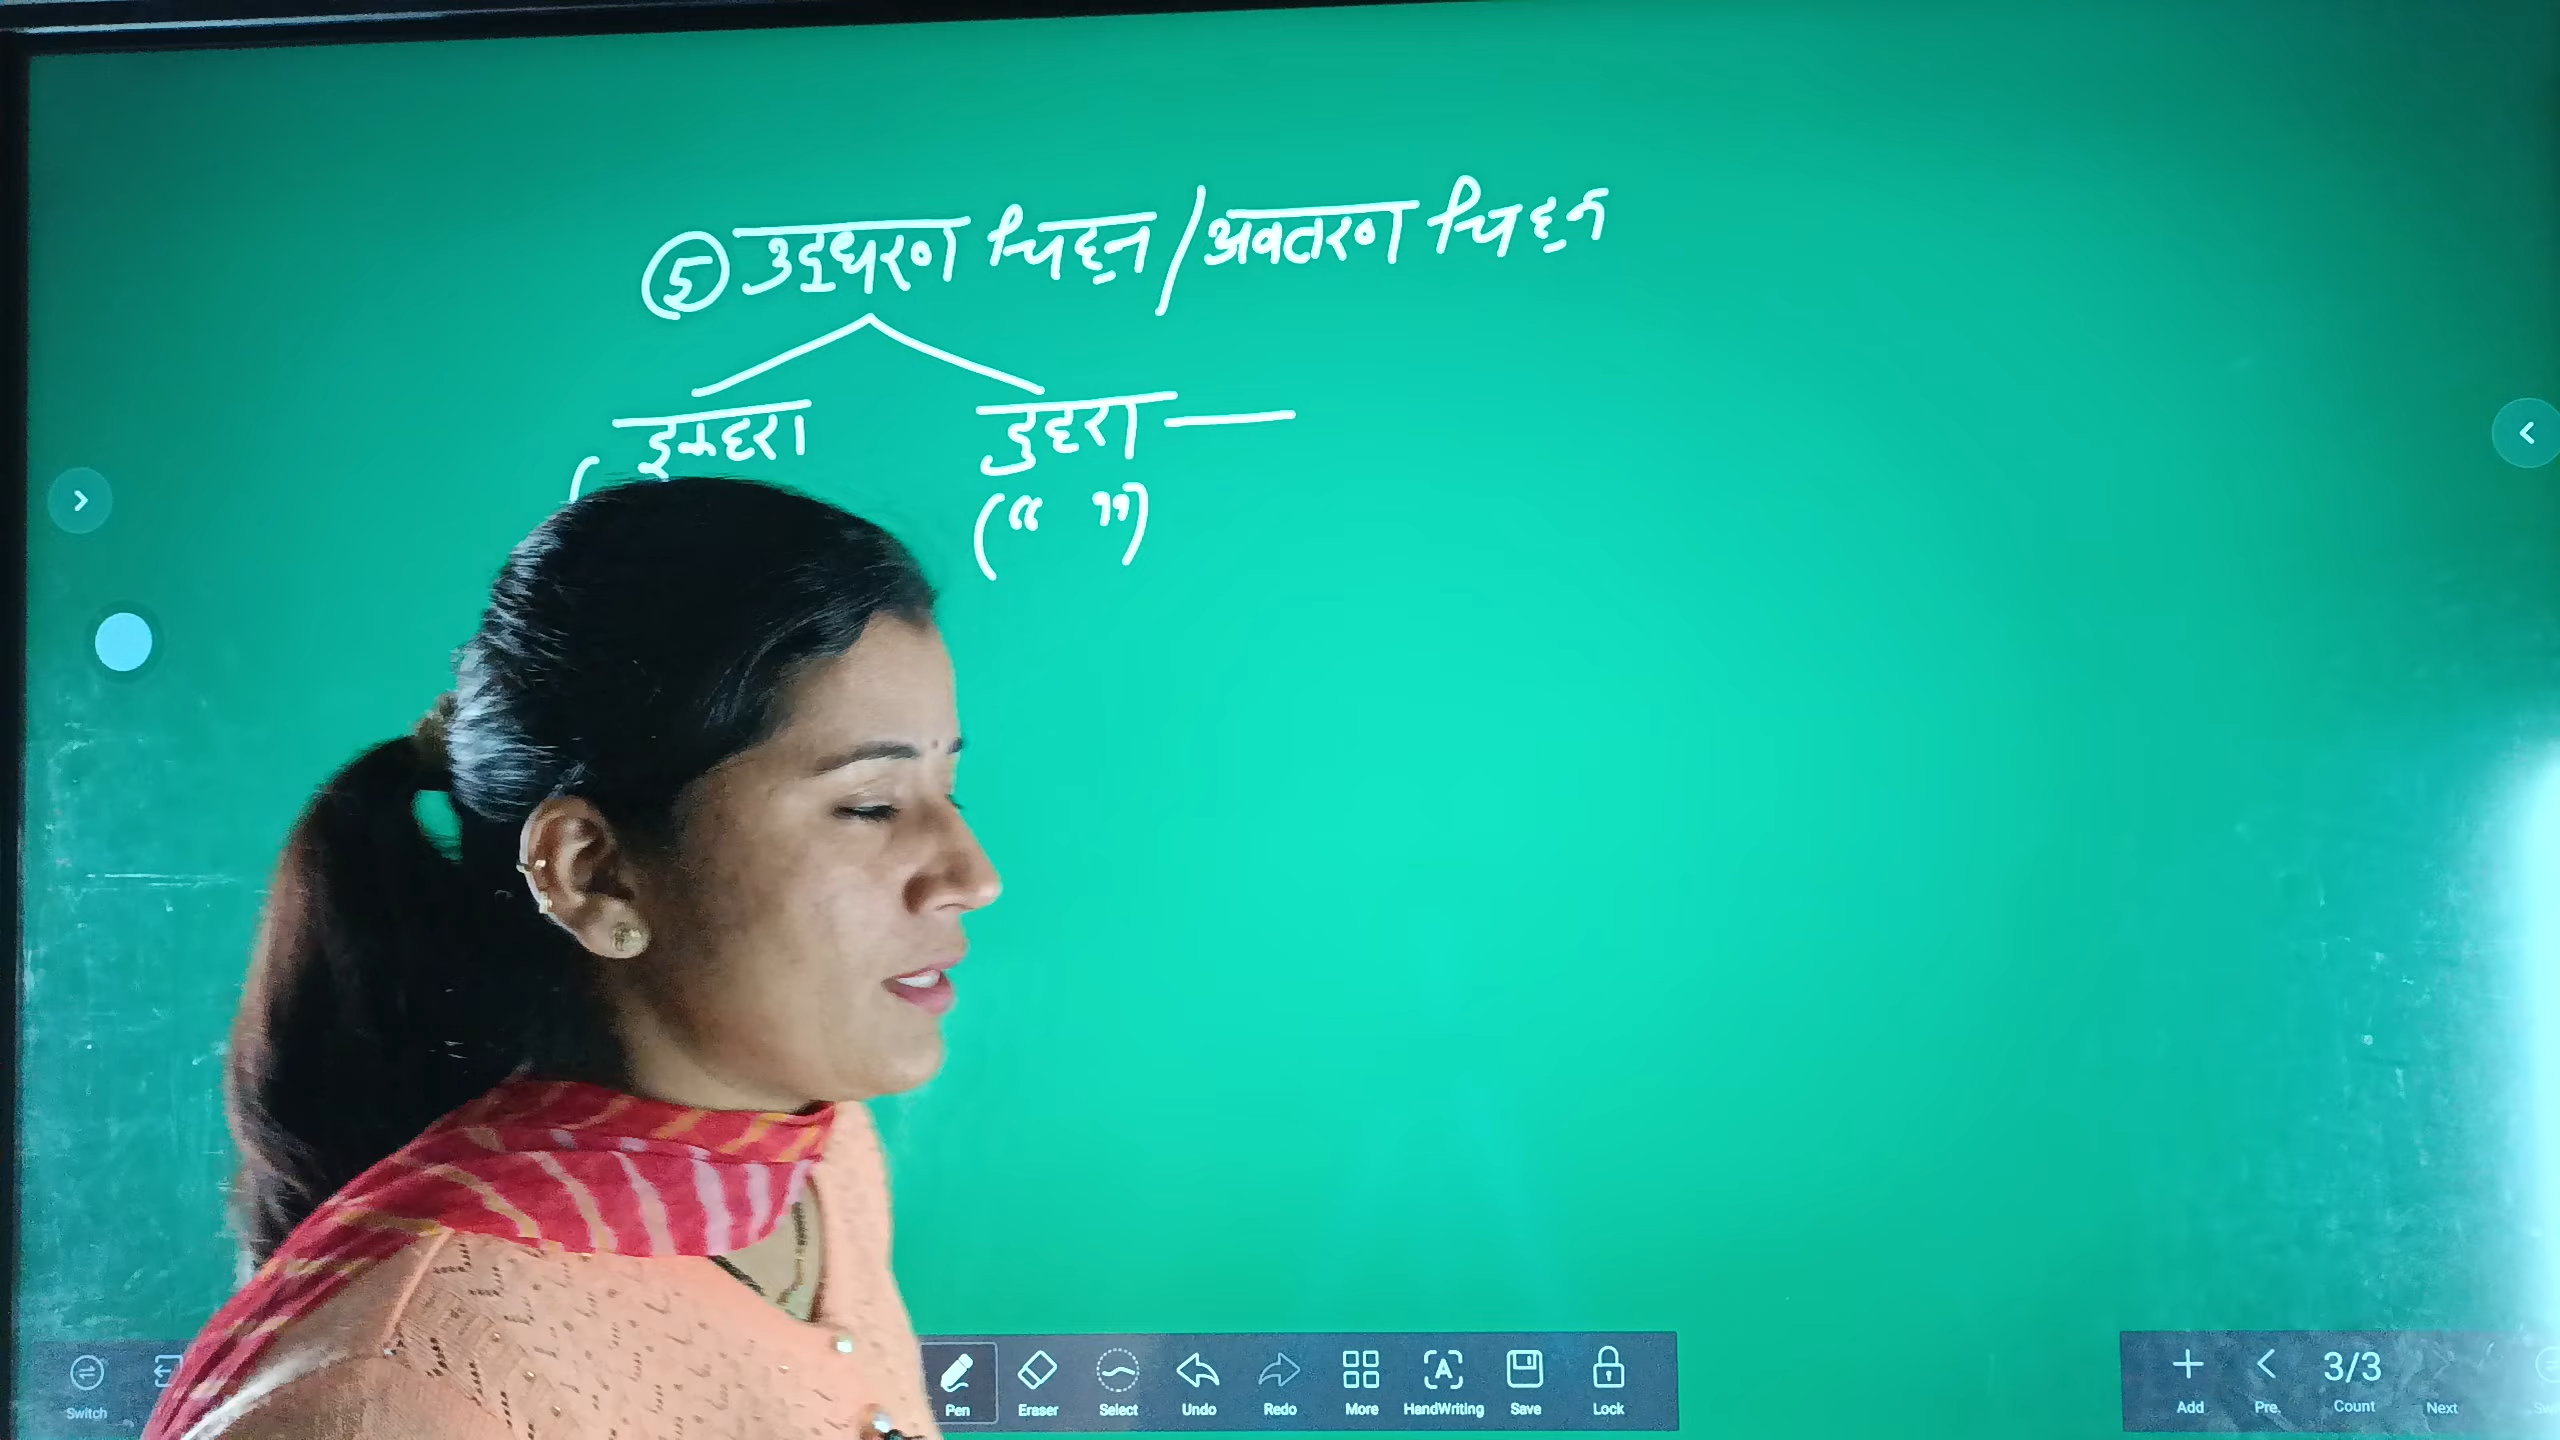 ⑤ उद्धरण चिह्न / अवतरण चिह्न
इकहरा दुहरा —
( (“ ”)
Switch Pen Eraser Select Undo Redo More HandWriting Save Lock Add Pre. 3/3 Count Next